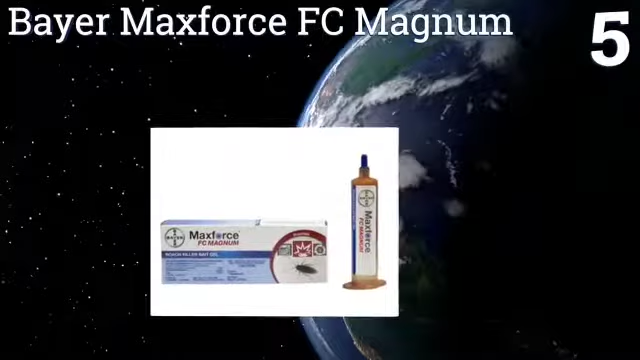 Bayer Maxforce FC Magnum
5
BAYER
Maxforce
FC MAGNUM
ROACH KILLER BAIT GEL
Maxforce
FC MAGNUM